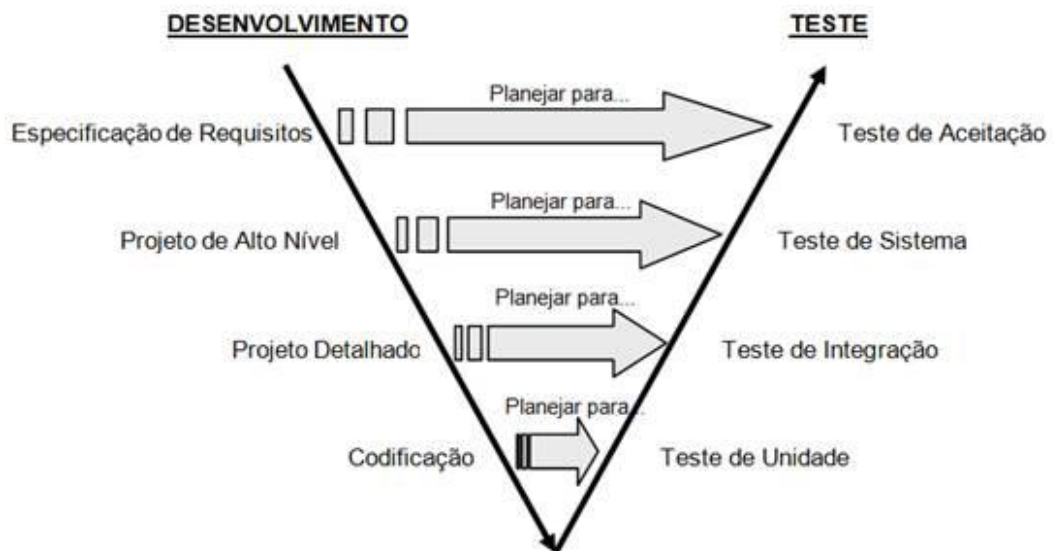 DESENVOLVIMENTO
TESTE
Planejar para...
Especificação de Requisitos
Teste de Aceitação
Planejar para...
Projeto de Alto Nível
Teste de Sistema
Planejar para...
Projeto Detalhado
Teste de Integração
Planejar para...
Codificação
Teste de Unidade